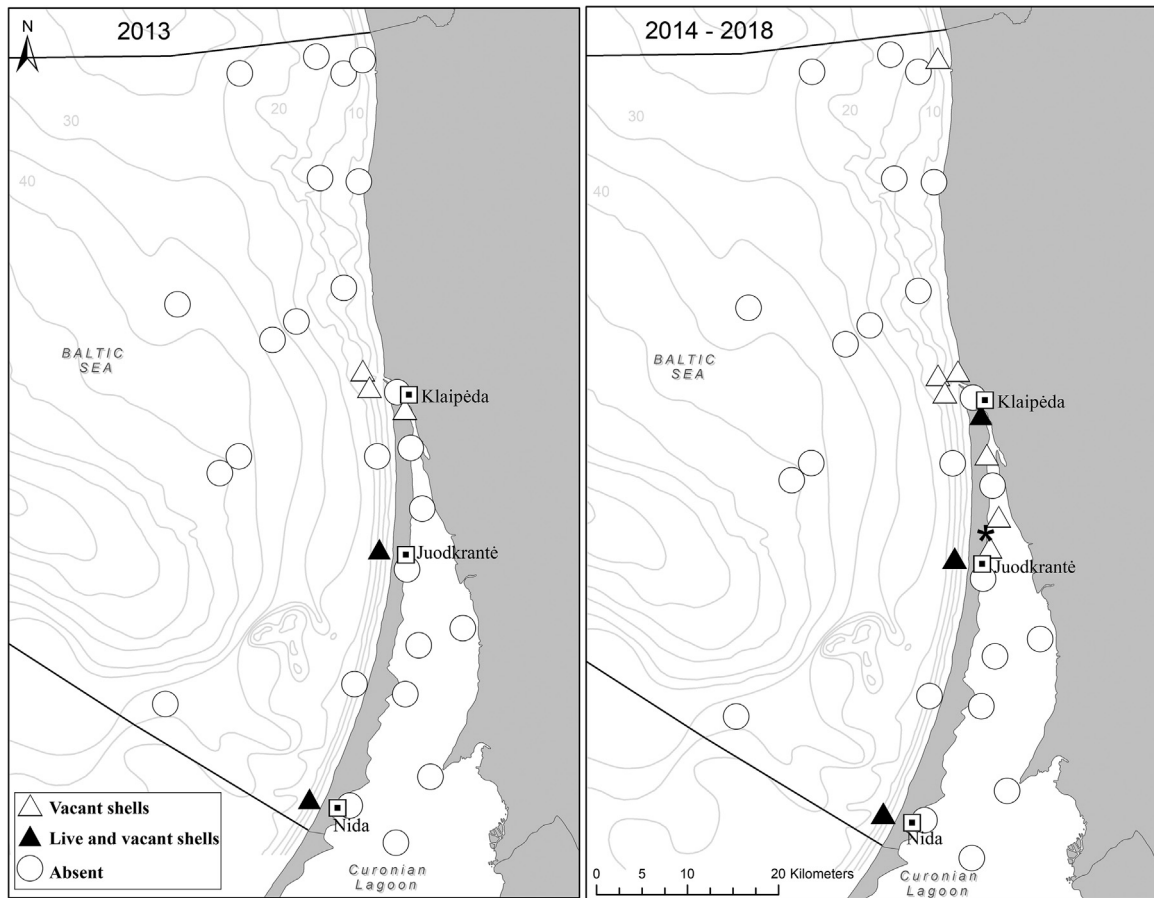 N
2013
20
10
30
40
BALTIC
SEA
Klaipėda
Juodkrantė
Nida
Vacant shells
Live and vacant shells
Absent
Curonian
Lagoon
2014 - 2018
20
10
30
40
BALTIC
SEA
Klaipėda
*
Juodkrantė
Nida
0 5 10 20 Kilometers
Curonian
Lagoon